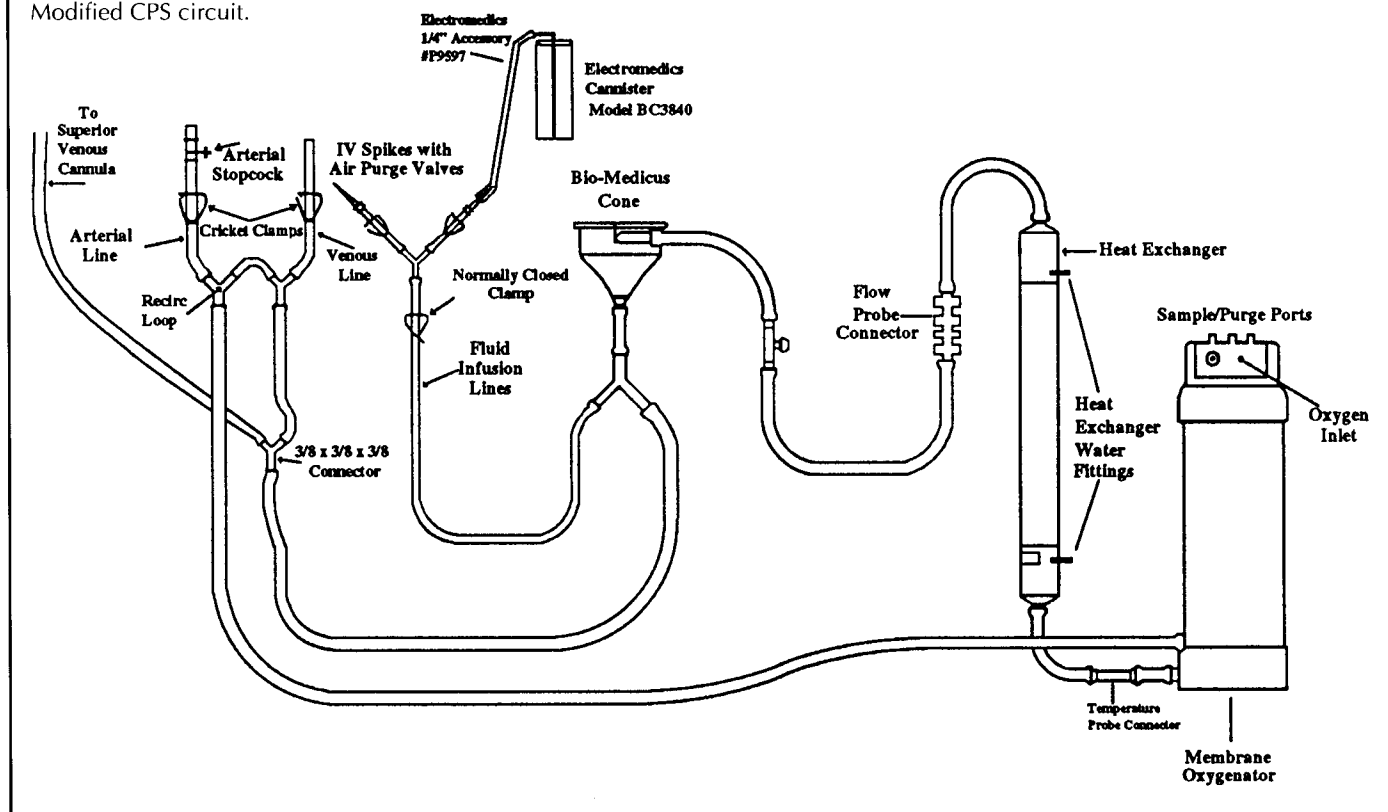 Modified CPS circuit.
Electromedics
1/4" Accessory
#P9597
Electromedics
Cannister
Model BC3840
To
Superior
Venous
Cannula
Arterial
Stopcock
IV Spikes with
Air Purge Valves
Bio-Medicus
Cone
Cricket Clamps
Arterial
Line
Venous
Line
Heat Exchanger
Normally Closed
Clamp
Recirc
Loop
Flow
Probe
Connector
Sample/Purge Ports
Fluid
Infusion
Lines
Heat
Exchanger
Water
Fittings
Oxygen
Inlet
3/8 x 3/8 x 3/8
Connector
Temperature
Probe Connector
Membrane
Oxygenator